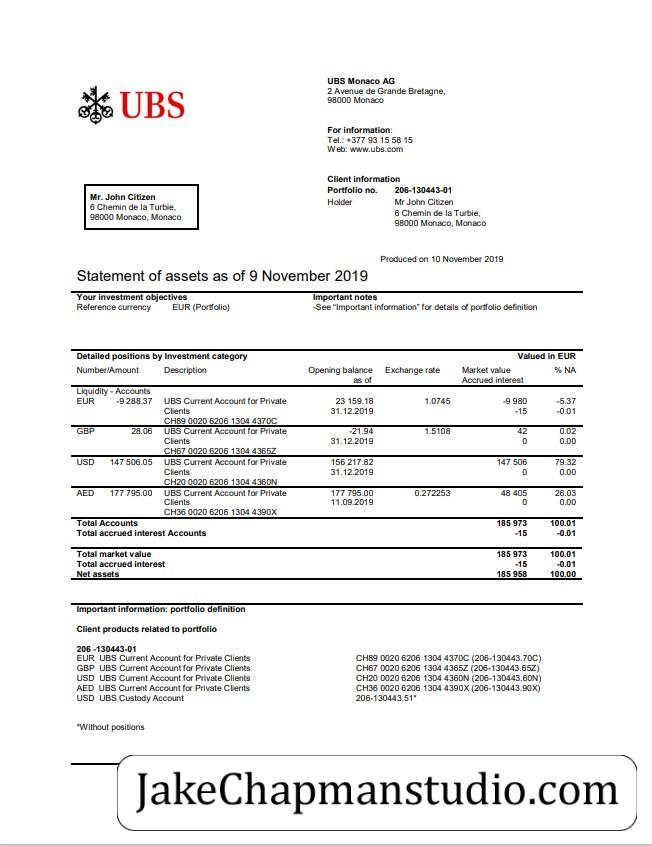 UBS
UBS Monaco AG
2 Avenue de Grande Bretagne,
98000 Monaco
For information:
Tel.: +377 93 15 58 15
Web: www.ubs.com
Client information
Portfolio no. 206-130443-01
Holder Mr John Citizen
6 Chemin de la Turbie,
98000 Monaco, Monaco
Mr. John Citizen
6 Chemin de la Turbie,
98000 Monaco, Monaco
Produced on 10 November 2019
Statement of assets as of 9 November 2019
Your investment objectives Important notes
Reference currency EUR (Portfolio) -See “Important information” for details of portfolio definition
Detailed positions by Investment category Valued in EUR
Number/Amount Description Opening balance Exchange rate Market value % NA
as of Accrued interest
Liquidity - Accounts
EUR -9 288.37 UBS Current Account for Private 23 159.18 1.0745 -9 980 -5.37
Clients 31.12.2019 -15 -0.01
CH89 0020 6206 1304 4370C
GBP 28.06 UBS Current Account for Private -21.94 1.5108 42 0.02
Clients 31.12.2019 0 0.00
CH67 0020 6206 1304 4365Z
USD 147 506.05 UBS Current Account for Private 156 217.82 147 506 79.32
Clients 31.12.2019 0 0.00
CH20 0020 6206 1304 4360N
AED 177 795.00 UBS Current Account for Private 177 795.00 0.272253 48 405 26.03
Clients 11.09.2019 0 0.00
CH36 0020 6206 1304 4390X
Total Accounts 185 973 100.01
Total accrued interest Accounts -15 -0.01
Total market value 185 973 100.01
Total accrued interest -15 -0.01
Net assets 185 958 100.00
Important information: portfolio definition
Client products related to portfolio
206 -130443-01
EUR UBS Current Account for Private Clients CH89 0020 6206 1304 4370C (206-130443.70C)
GBP UBS Current Account for Private Clients CH67 0020 6206 1304 4365Z (206-130443.65Z)
USD UBS Current Account for Private Clients CH20 0020 6206 1304 4360N (206-130443.60N)
AED UBS Current Account for Private Clients CH36 0020 6206 1304 4390X (206-130443.90X)
USD UBS Custody Account 206-130443.51*
*Without positions
JakeChapmanstudio.com